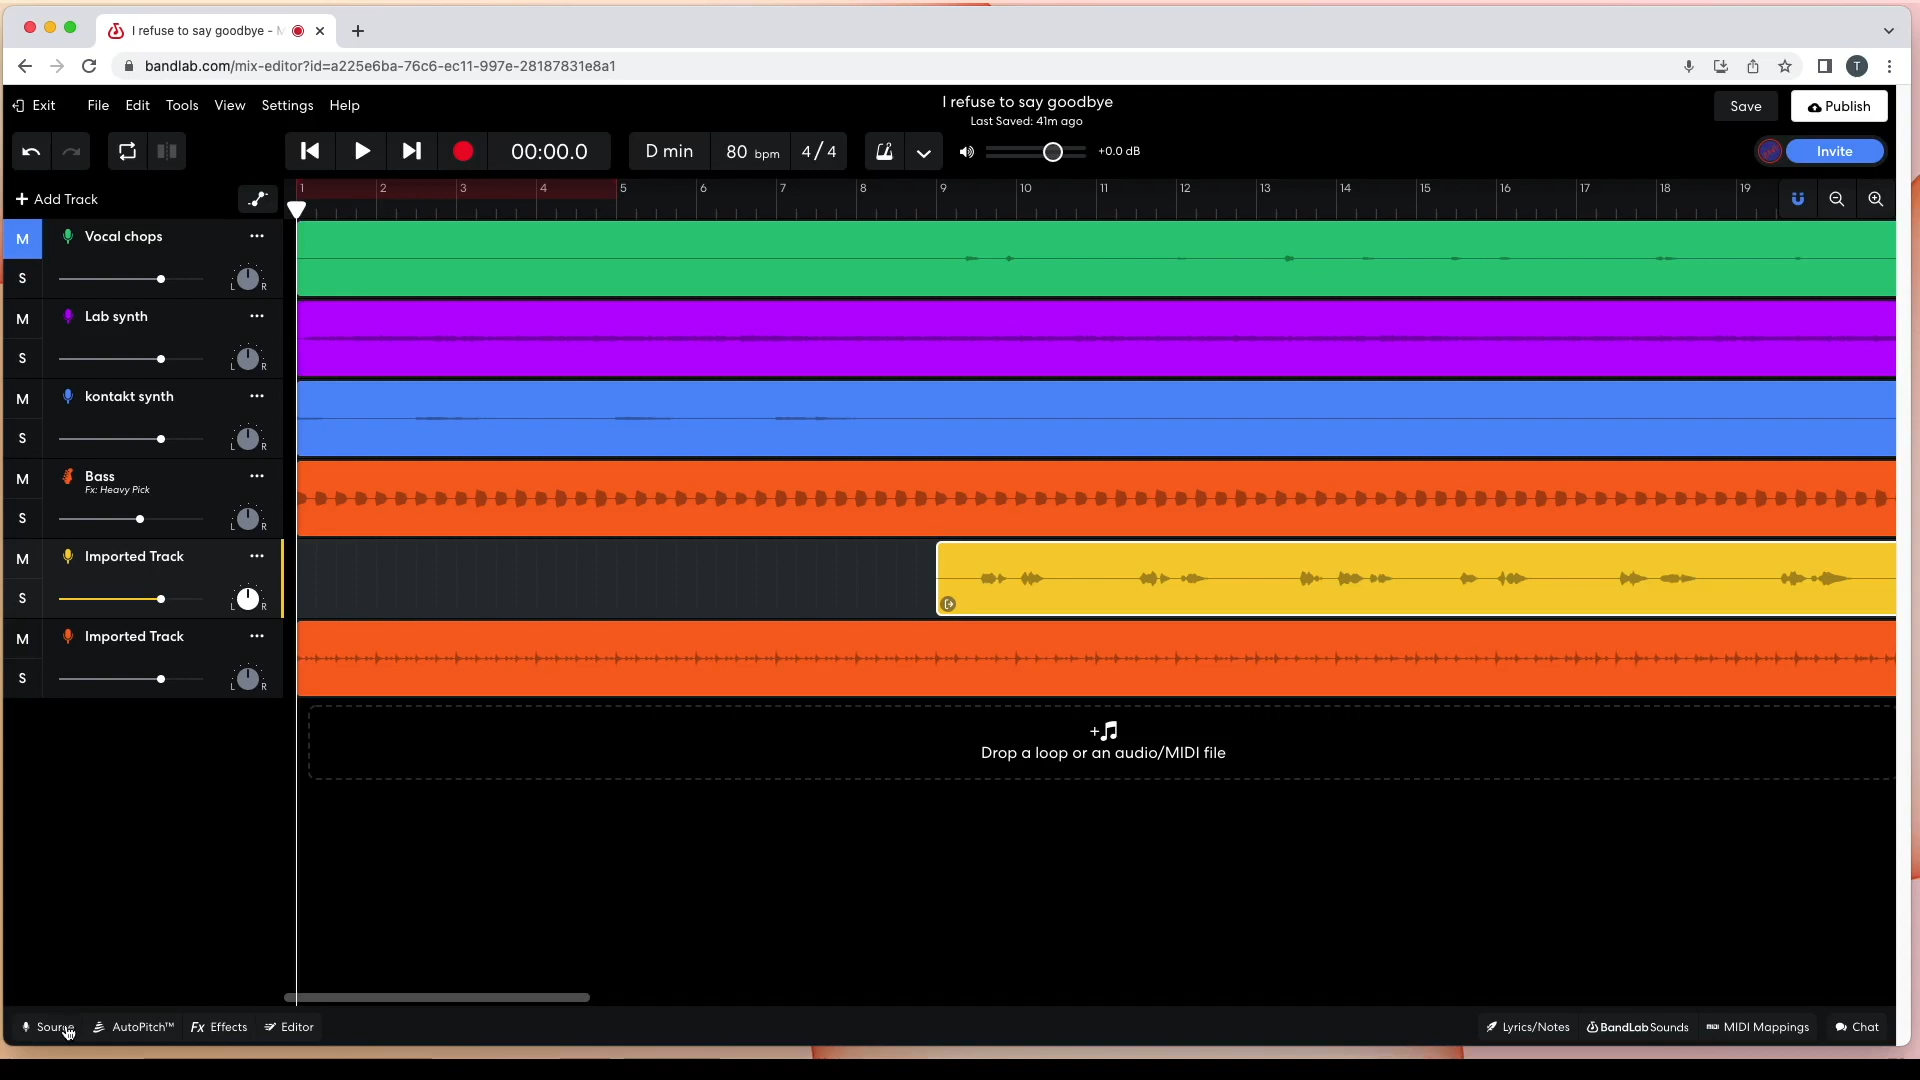 I refuse to say goodbye - M
bandlab.com/mix-editor?id=a225e6ba-76c6-ec11-997e-28187831e8a1
T
Exit File Edit Tools View Settings Help
I refuse to say goodbye
Last Saved: 41m ago
Save Publish
00:00.0 D min 80 bpm 4/4 +0.0 dB Invite
+ Add Track
1 2 3 4 5 6 7 8 9 10 11 12 13 14 15 16 17 18 19
M Vocal chops
S L R
M Lab synth
S L R
M kontakt synth
S L R
M Bass
Fx: Heavy Pick
S L R
M Imported Track
S L R
M Imported Track
S L R
Drop a loop or an audio/MIDI file
Source AutoPitch™ Fx Effects Editor Lyrics/Notes BandLab Sounds MIDI Mappings Chat